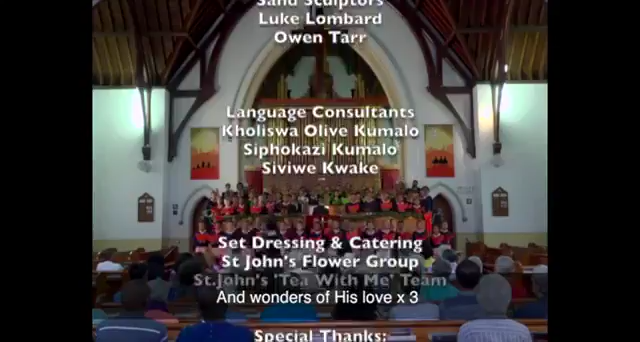 Sand Sculptors
Luke Lombard
Owen Tarr
Language Consultants
Kholiswa Olive Kumalo
Siphokazi Kumalo
Siviwe Kwake
Set Dressing & Catering
St John's Flower Group
St.John's 'Tea With Me' Team
And wonders of His love x 3
Special Thanks: